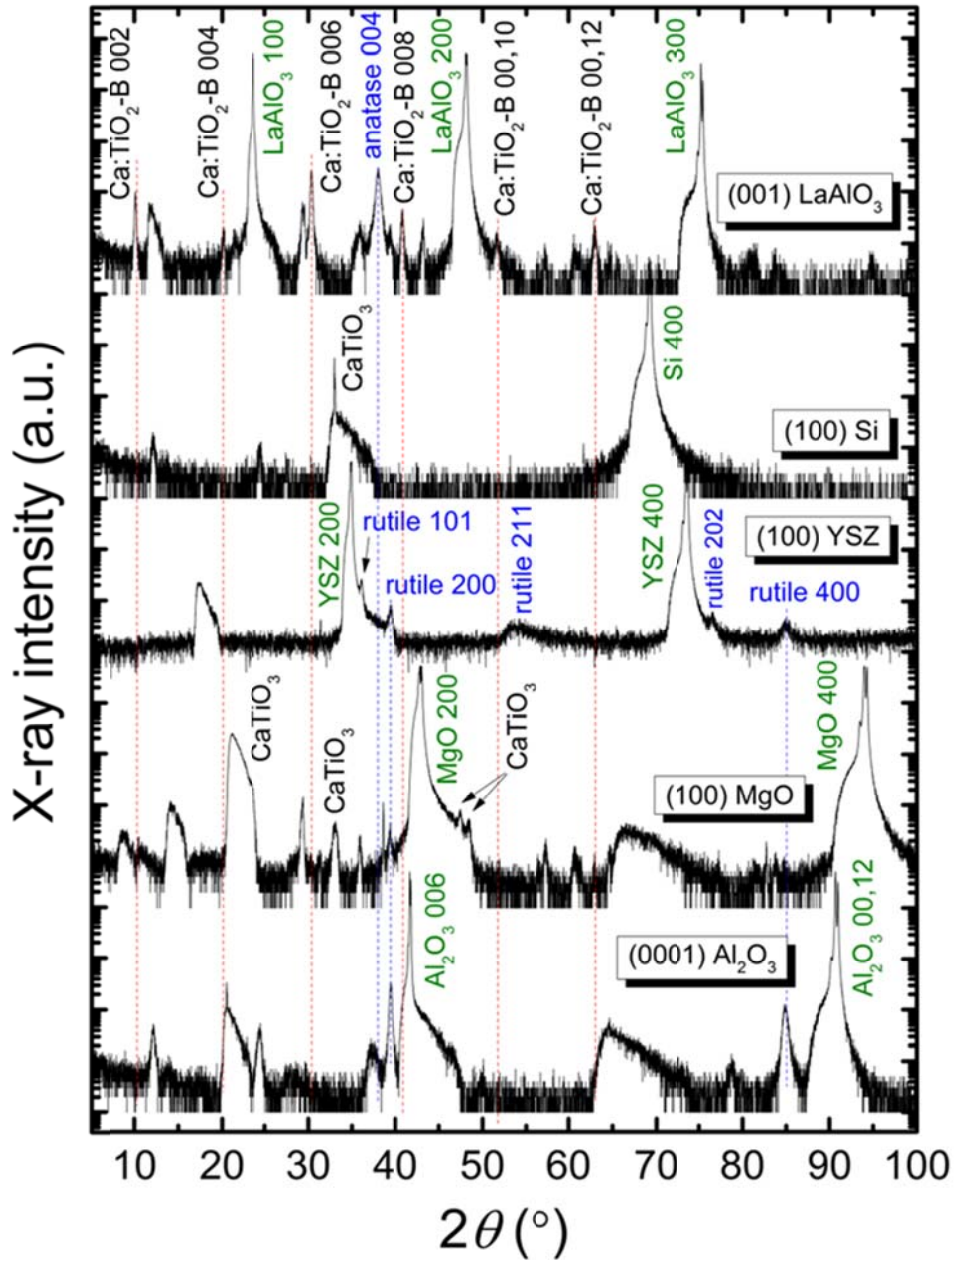 Ca:TiO₂-B 002
Ca:TiO₂-B 004
LaAlO₃ 100
Ca:TiO₂-B 006
anatase 004
Ca:TiO₂-B 008
LaAlO₃ 200
Ca:TiO₂-B 00,10
Ca:TiO₂-B 00,12
LaAlO₃ 300
(001) LaAlO₃
CaTiO₃
Si 400
(100) Si
YSZ 200
rutile 101
rutile 200
rutile 211
YSZ 400
rutile 202
(100) YSZ
rutile 400
CaTiO₃
CaTiO₃
MgO 200
CaTiO₃
(100) MgO
MgO 400
Al₂O₃ 006
(0001) Al₂O₃
Al₂O₃ 00,12
X-ray intensity (a.u.)
10 20 30 40 50 60 70 80 90 100
2θ (°)